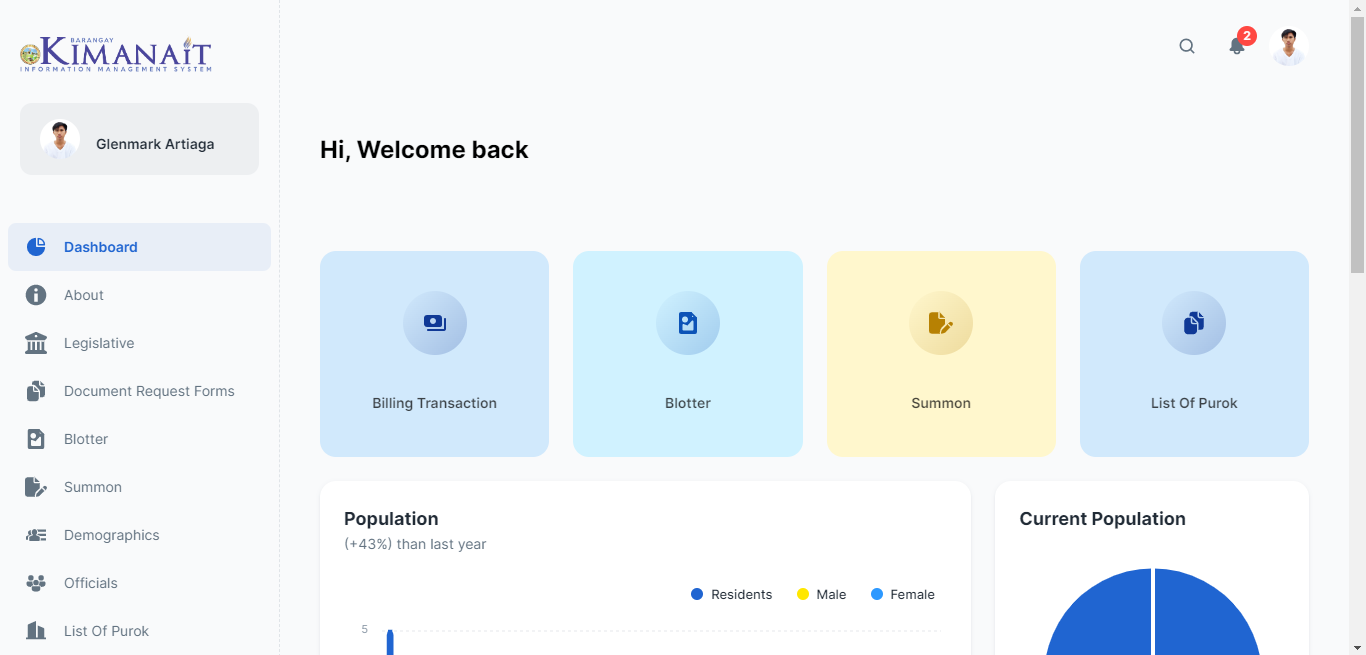 BARANGAY
KIMANAIT
INFORMATION MANAGEMENT SYSTEM
2
Glenmark Artiaga
Hi, Welcome back
Dashboard
About
Legislative
Document Request Forms
Blotter
Summon
Demographics
Officials
List Of Purok
Billing Transaction
Blotter
Summon
List Of Purok
Population
(+43%) than last year
Residents
Male
Female
5
Current Population